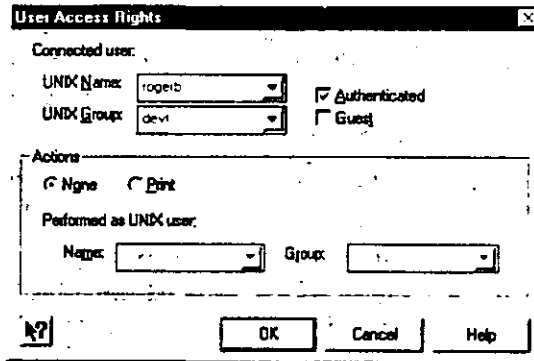 User Access Rights
Connected user:
UNIX Name: rogerb
Authenticated
UNIX Group: devt
Guest
Actions
None Print
Performed as UNIX user:
Name: Group:
OK Cancel Help